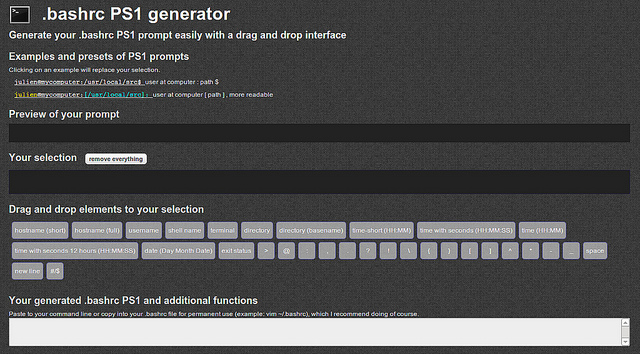 .bashrc PS1 generator
Generate your .bashrc PS1 prompt easily with a drag and drop interface
Examples and presets of PS1 prompts
Clicking on an example will replace your selection.
julien@mycomputer:/usr/local/src$ user at computer : path $
julien@mycomputer:[/usr/local/src]: user at computer [ path ] , more readable
Preview of your prompt
Your selection remove everything
Drag and drop elements to your selection
hostname (short) hostname (full) username shell name terminal directory directory (basename) time-short (HH:MM) time with seconds (HH:MM:SS) time (HH:MM)
time with seconds 12 hours (HH:MM:SS) date (Day Month Date) exit status > @ : , . ? ! \ ( ) [ ] - _ space
new line #/$
Your generated .bashrc PS1 and additional functions
Paste to your command line or copy into your .bashrc file for permanent use (example: vim ~/.bashrc), which I recommend doing of course.